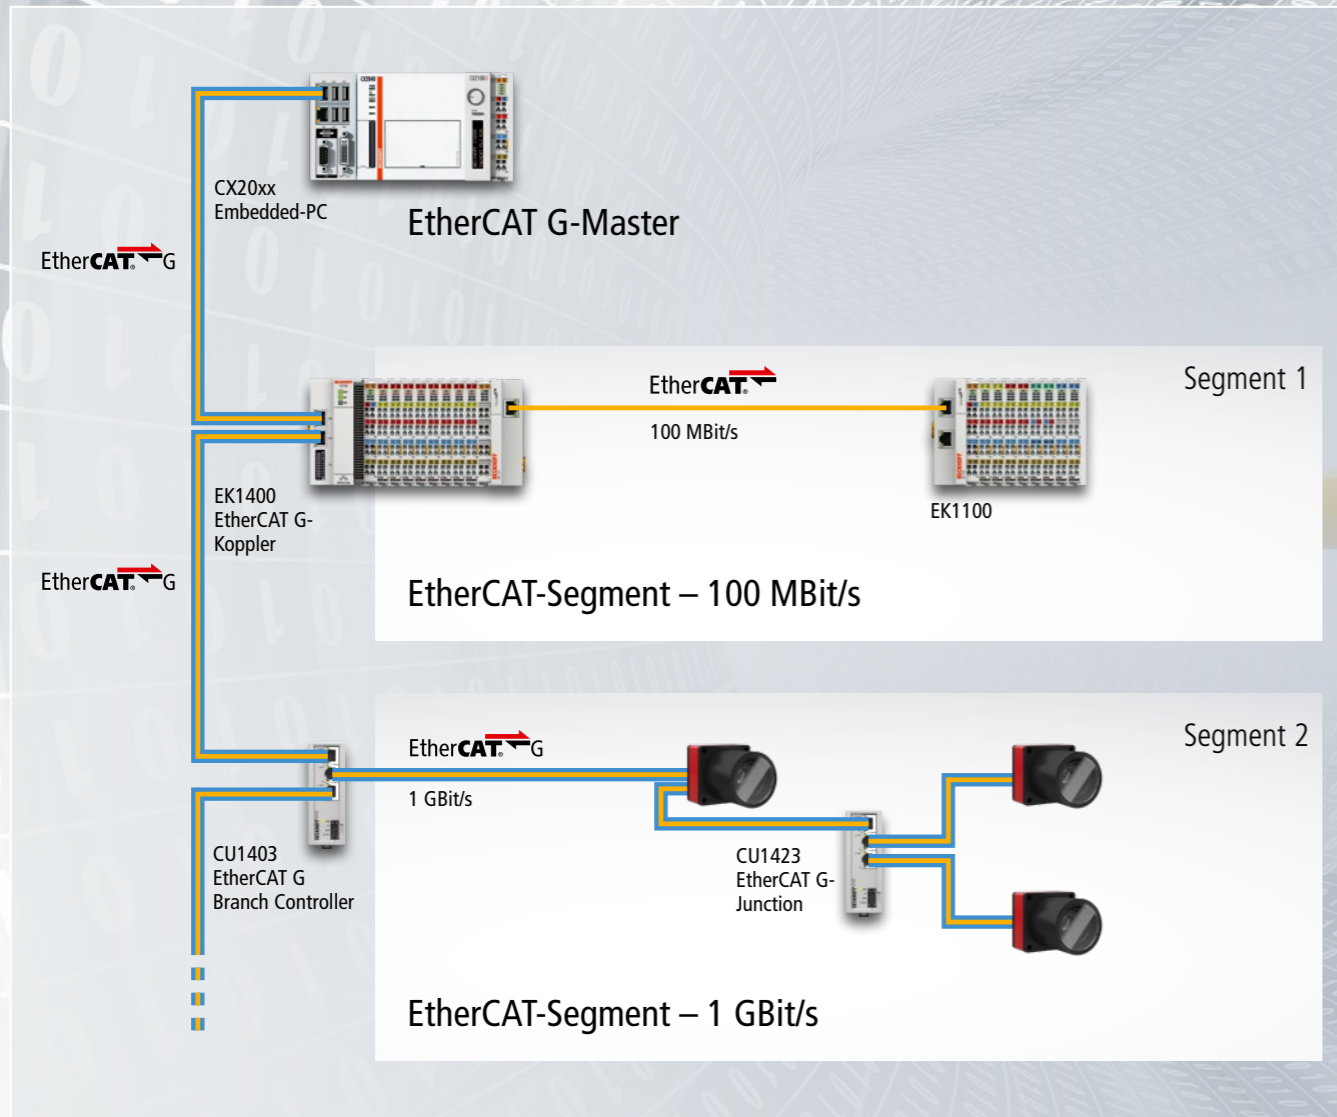 CX20xx
Embedded-PC
EtherCAT G-Master
EtherCAT® G
Segment 1
EtherCAT®
100 MBit/s
EK1400
EtherCAT G-
Koppler
EK1100
EtherCAT® G
EtherCAT-Segment – 100 MBit/s
Segment 2
EtherCAT® G
1 GBit/s
CU1403
EtherCAT G
Branch Controller
CU1423
EtherCAT G-
Junction
EtherCAT-Segment – 1 GBit/s